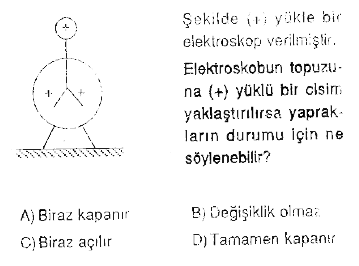 Şekilde (+) yükle bir
elektroskop verilmiştir.
Elektroskobun topuzu-
na (+) yüklü bir cisim
yaklaştırılırsa yaprak-
ların durumu için ne
söylenebilir?
+
+ +
A) Biraz kapanır
B) Değişiklik olmaz
C) Biraz açılır
D) Tamamen kapanır